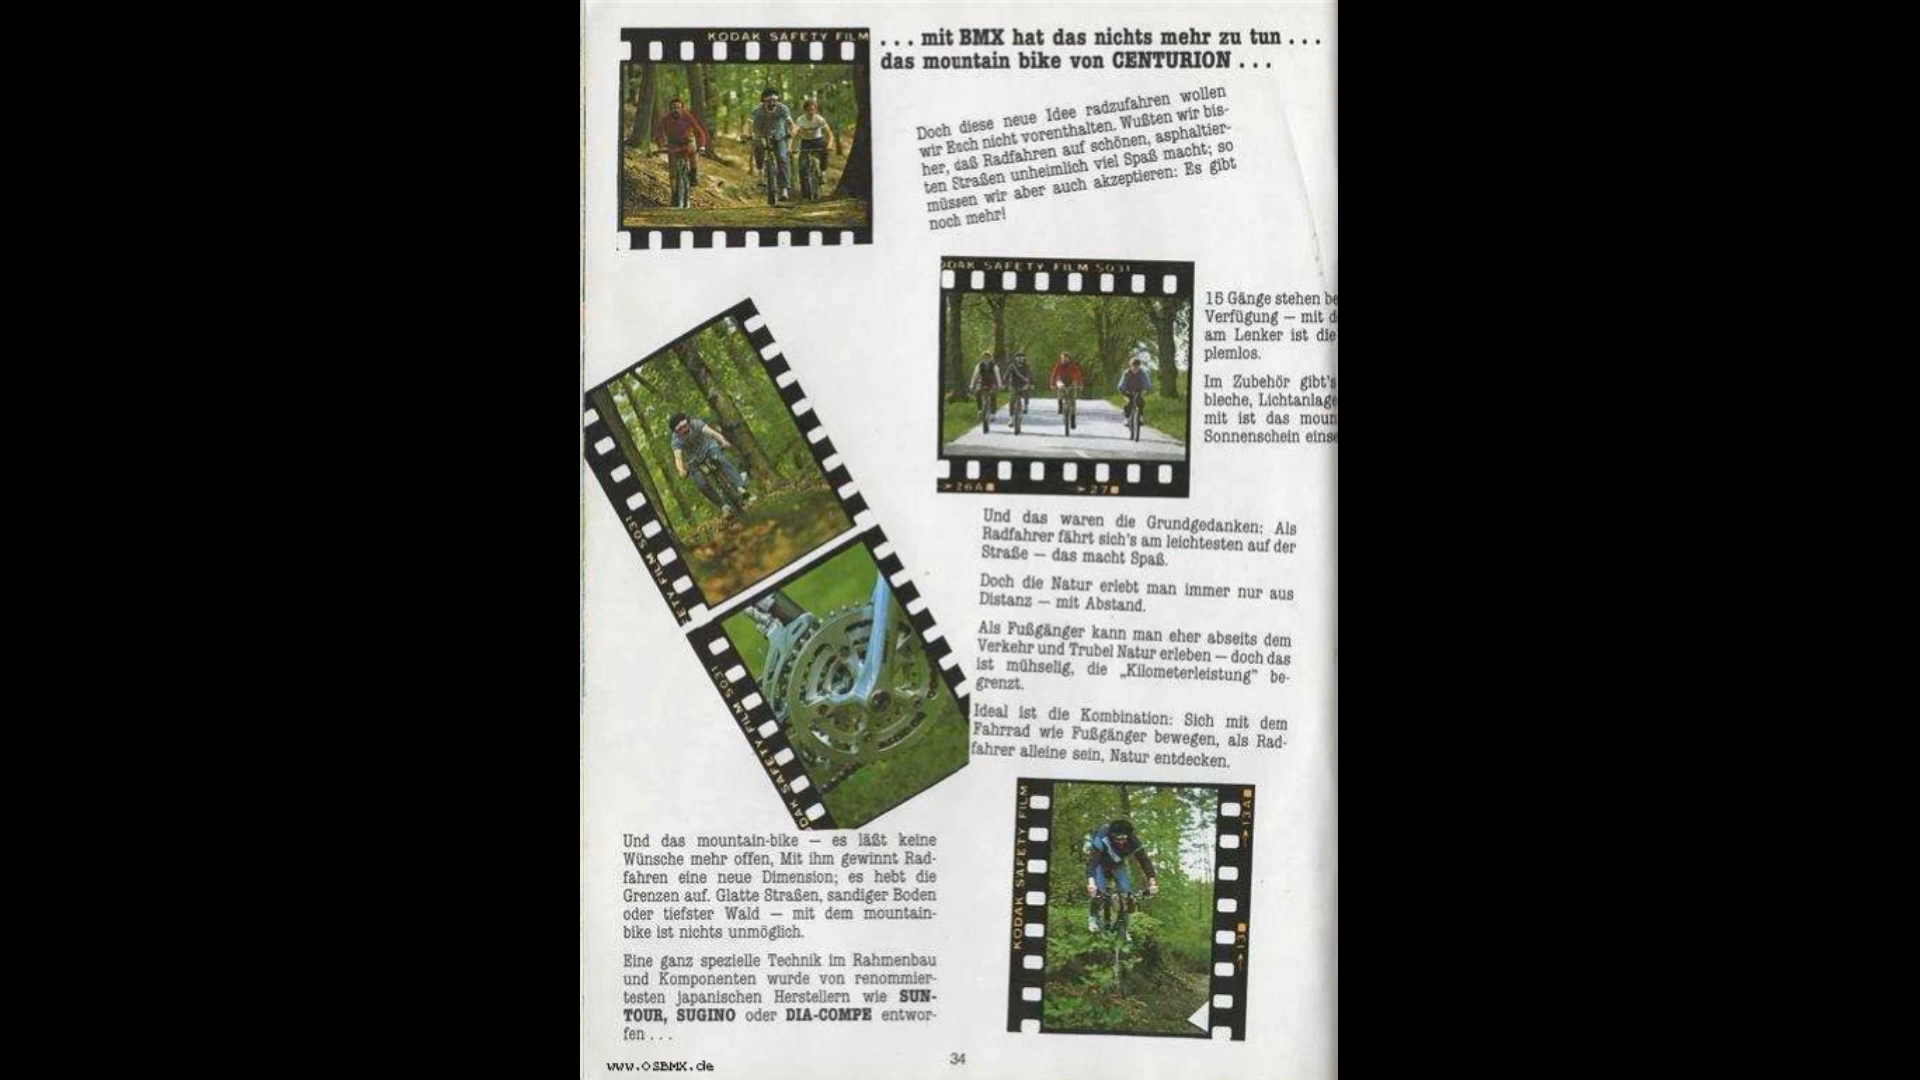 KODAK SAFETY FILM
. . . mit BMX hat das nichts mehr zu tun . . .
das mountain bike von CENTURION . . .
Doch diese neue Idee radzufahren wollen
wir Euch nicht vorenthalten. Wußten wir bis-
her, daß Radfahren auf schönen, asphaltier-
ten Straßen unheimlich viel Spaß macht; so
müssen wir aber auch akzeptieren: Es gibt
noch mehr!
ODAK SAFETY FILM 5031
→ 26A
→ 27
15 Gänge stehen be
Verfügung — mit d
am Lenker ist die
plemlos.
Im Zubehör gibt's
bleche, Lichtanlage
mit ist das moun
Sonnenschein einse
ETY FILM 5031
ODAK SAFETY FILM 5031
Und das waren die Grundgedanken: Als
Radfahrer fährt sich's am leichtesten auf der
Straße — das macht Spaß.
Doch die Natur erlebt man immer nur aus
Distanz — mit Abstand.
Als Fußgänger kann man eher abseits dem
Verkehr und Trubel Natur erleben — doch das
ist mühselig, die „Kilometerleistung" be-
grenzt.
Ideal ist die Kombination: Sich mit dem
Fahrrad wie Fußgänger bewegen, als Rad-
fahrer alleine sein, Natur entdecken.
KODAK SAFETY FILM
→ 13A
→ 13
Und das mountain-bike — es läßt keine
Wünsche mehr offen, Mit ihm gewinnt Rad-
fahren eine neue Dimension; es hebt die
Grenzen auf. Glatte Straßen, sandiger Boden
oder tiefster Wald — mit dem mountain-
bike ist nichts unmöglich.
Eine ganz spezielle Technik im Rahmenbau
und Komponenten wurde von renommier-
testen japanischen Herstellern wie SUN-
TOUR, SUGINO oder DIA-COMPE entwor-
fen . . .
34
www.OSBMX.de